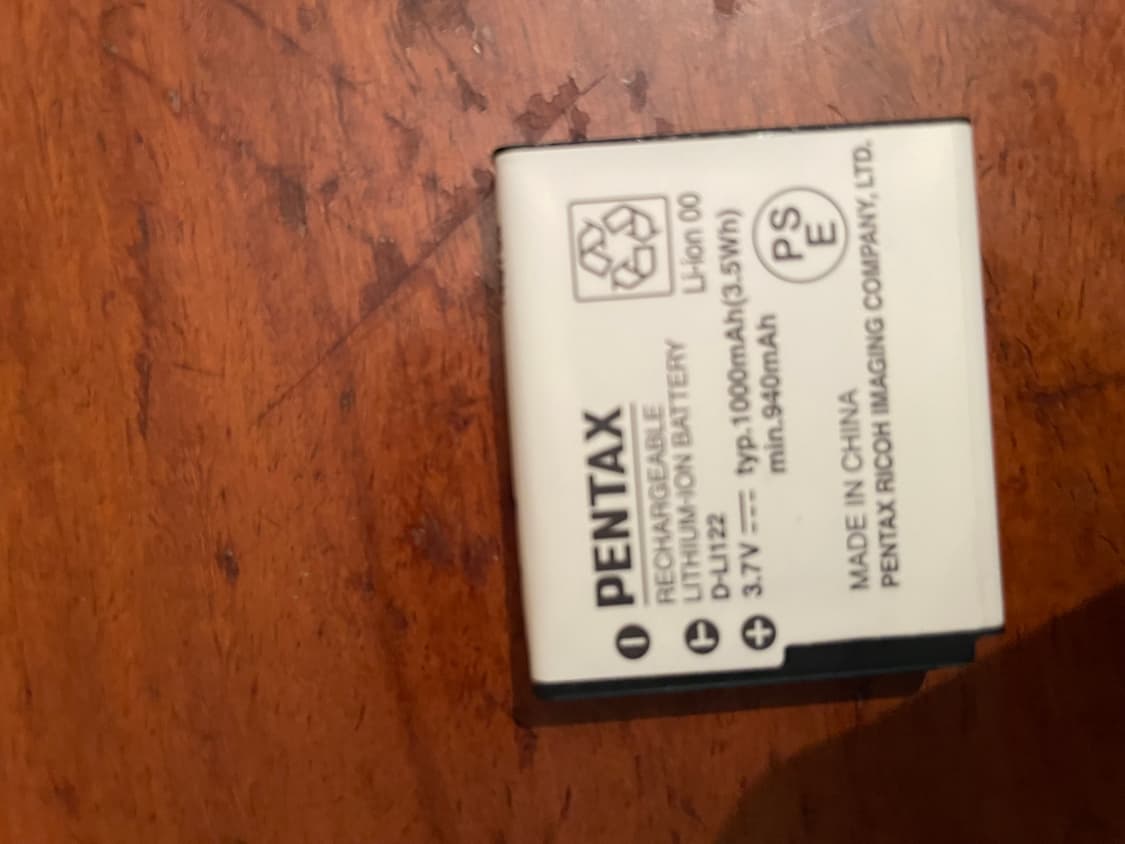 PENTAX
RECHARGEABLE
LITHIUM-ION BATTERY
Li-ion 00
D-LI122
3.7V typ.1000mAh(3.5Wh)
min.940mAh
PS
E
MADE IN CHINA
PENTAX RICOH IMAGING COMPANY, LTD.